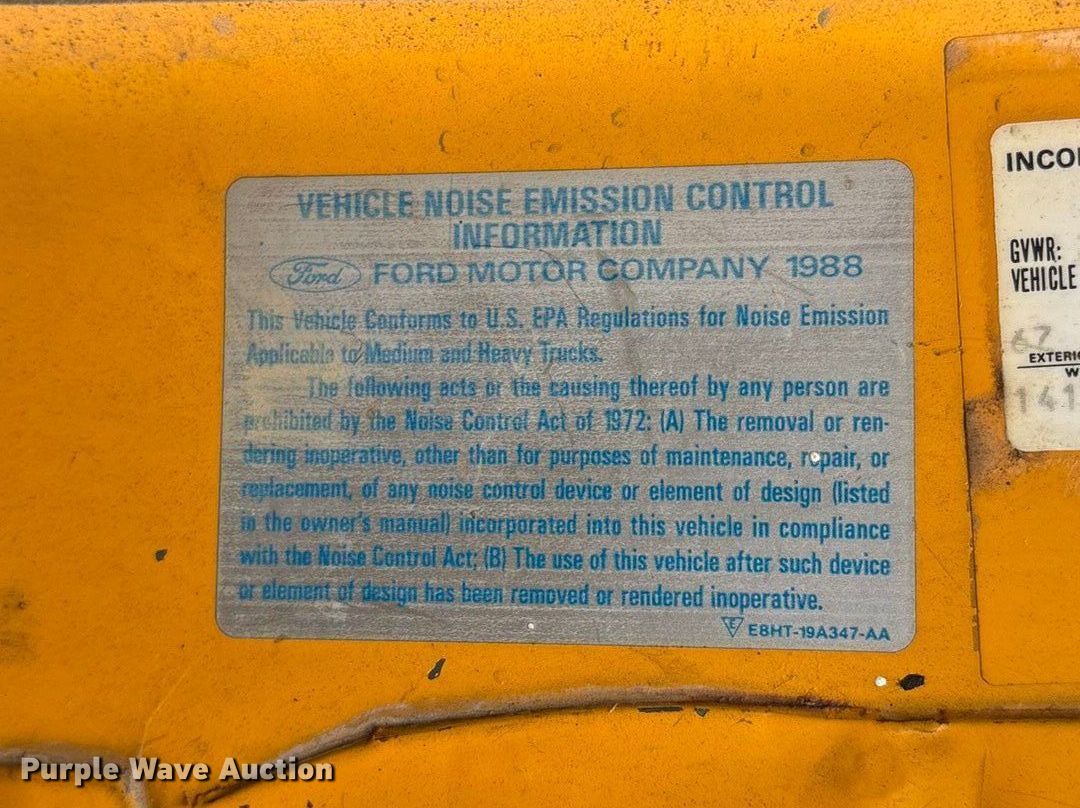 VEHICLE NOISE EMISSION CONTROL
INFORMATION
Ford FORD MOTOR COMPANY 1988
This Vehicle Conforms to U.S. EPA Regulations for Noise Emission
Applicable to Medium and Heavy Trucks.
The following acts or the causing thereof by any person are
prohibited by the Noise Control Act of 1972: (A) The removal or ren-
dering inoperative, other than for purposes of maintenance, repair, or
replacement, of any noise control device or element of design (listed
in the owner's manual) incorporated into this vehicle in compliance
with the Noise Control Act; (B) The use of this vehicle after such device
or element of design has been removed or rendered inoperative.
E E8HT-19A347-AA
INCO
GVWR:
VEHICLE
67
EXTERI
W
141
Purple Wave Auction